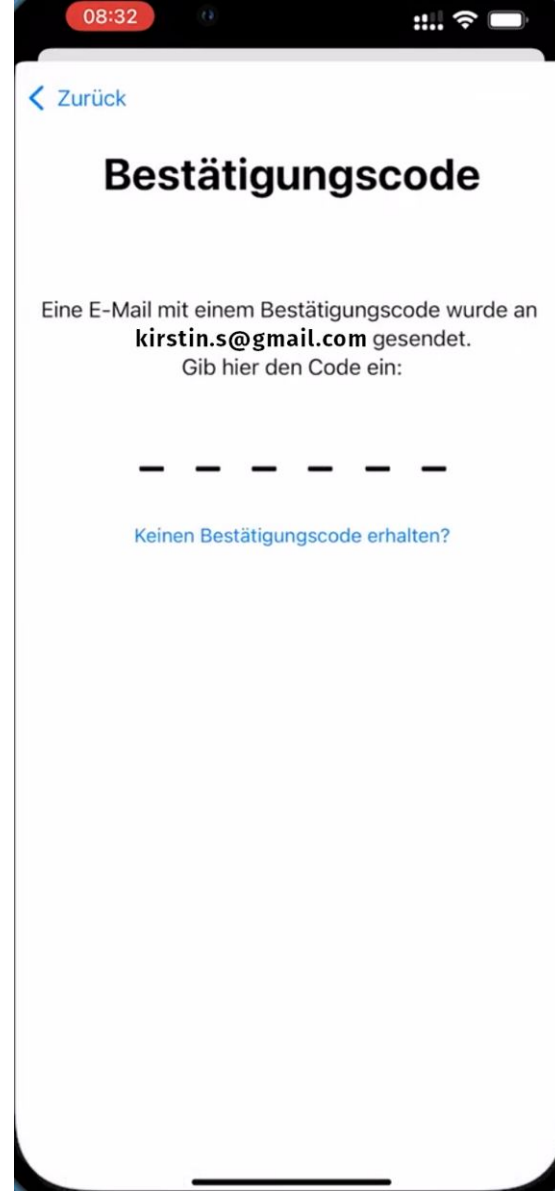 08:32
Zurück
Bestätigungscode
Eine E-Mail mit einem Bestätigungscode wurde an
kirstin.s@gmail.com gesendet.
Gib hier den Code ein:
Keinen Bestätigungscode erhalten?